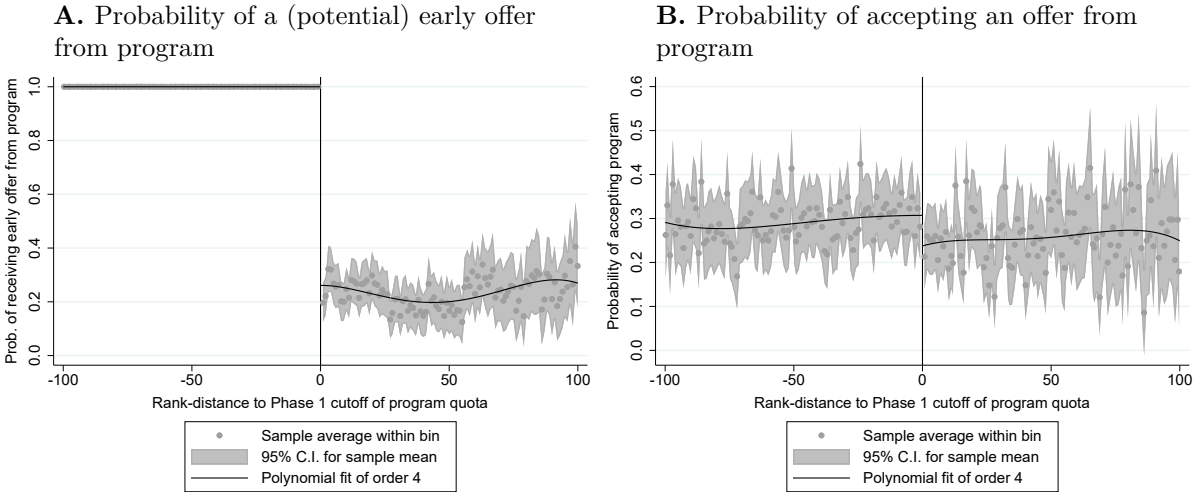 A. Probability of a (potential) early offer
from program
Prob. of receiving early offer from program
1.0
0.8
0.6
0.4
0.2
0.0
-100
-50
0
50
100
Rank-distance to Phase 1 cutoff of program quota
Sample average within bin
95% C.I. for sample mean
Polynomial fit of order 4
B. Probability of accepting an offer from
program
Probability of accepting program
0.6
0.5
0.4
0.3
0.2
0.1
0.0
-100
-50
0
50
100
Rank-distance to Phase 1 cutoff of program quota
Sample average within bin
95% C.I. for sample mean
Polynomial fit of order 4